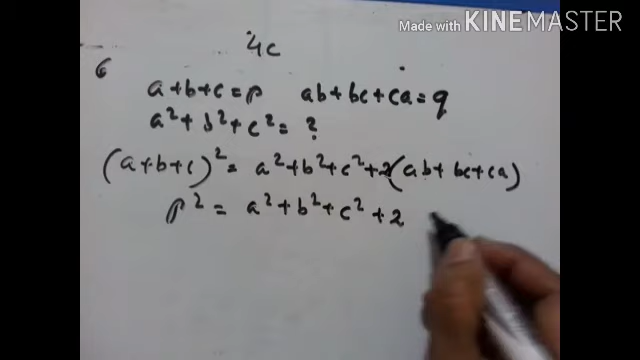 Made with KINEMASTER
4c
6
a+b+c=p ab+bc+ca=q
a²+b²+c²=?
(a+b+c)²=a²+b²+c²+2(ab+bc+ca)
p²=a²+b²+c²+2